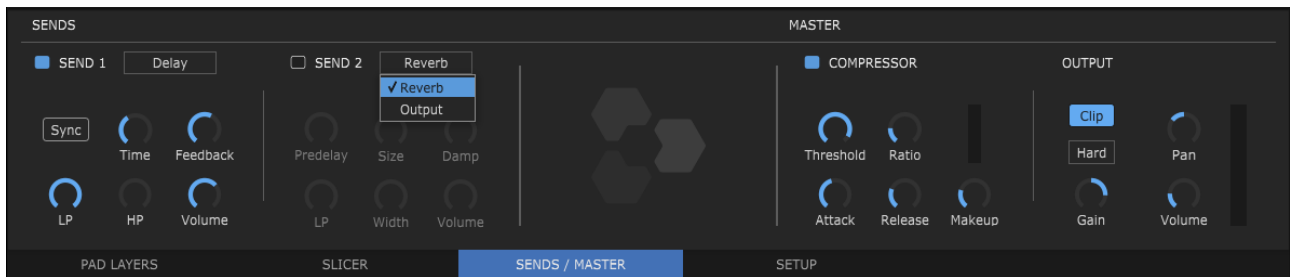 SENDS
MASTER
SEND 1 Delay
SEND 2 Reverb
✓ Reverb
Output
COMPRESSOR
OUTPUT
Sync
Time Feedback
LP HP Volume
Predelay Size Damp
LP Width Volume
Threshold Ratio
Attack Release Makeup
Clip
Hard
Pan
Gain Volume
PAD LAYERS SLICER SENDS / MASTER SETUP